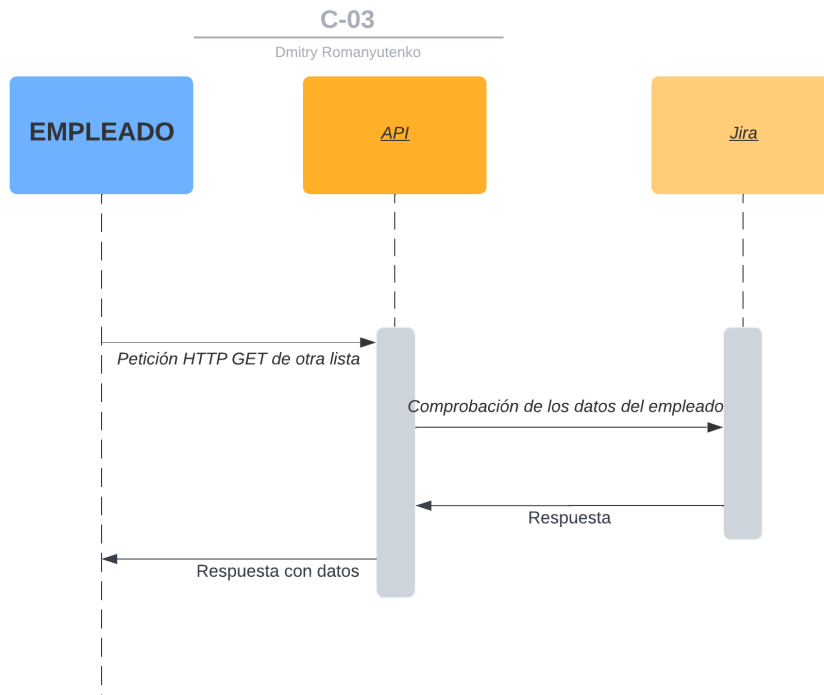 C-03
Dmitry Romanyutenko
EMPLEADO
API
Jira
Petición HTTP GET de otra lista
Comprobación de los datos del empleado
Respuesta
Respuesta con datos